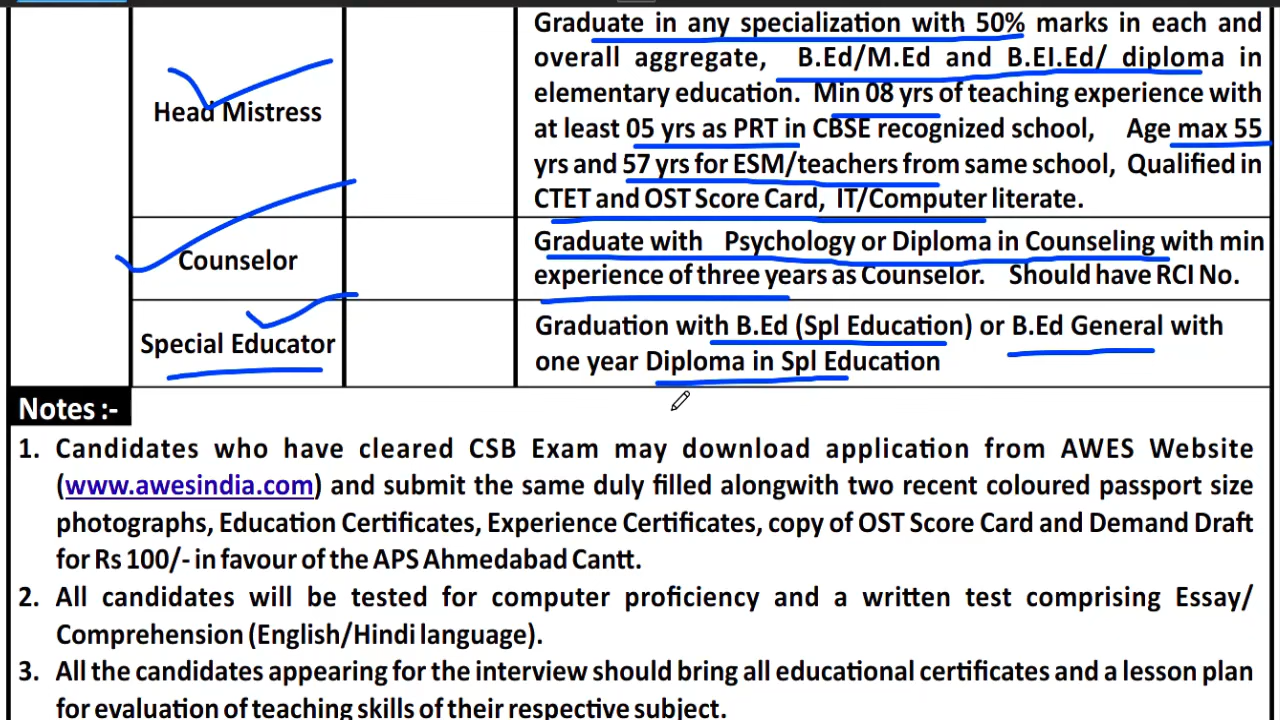 Graduate in any specialization with 50% marks in each and
overall aggregate, B.Ed/M.Ed and B.EI.Ed/ diploma in
elementary education. Min 08 yrs of teaching experience with
Head Mistress
at least 05 yrs as PRT in CBSE recognized school, Age max 55
yrs and 57 yrs for ESM/teachers from same school, Qualified in
CTET and OST Score Card, IT/Computer literate.
Counselor
Graduate with Psychology or Diploma in Counseling with min
experience of three years as Counselor. Should have RCI No.
Special Educator
Graduation with B.Ed (Spl Education) or B.Ed General with
one year Diploma in Spl Education
Notes :-
1. Candidates who have cleared CSB Exam may download application from AWES Website
(www.awesindia.com) and submit the same duly filled alongwith two recent coloured passport size
photographs, Education Certificates, Experience Certificates, copy of OST Score Card and Demand Draft
for Rs 100/- in favour of the APS Ahmedabad Cantt.
2. All candidates will be tested for computer proficiency and a written test comprising Essay/
Comprehension (English/Hindi language).
3. All the candidates appearing for the interview should bring all educational certificates and a lesson plan
for evaluation of teaching skills of their respective subject.